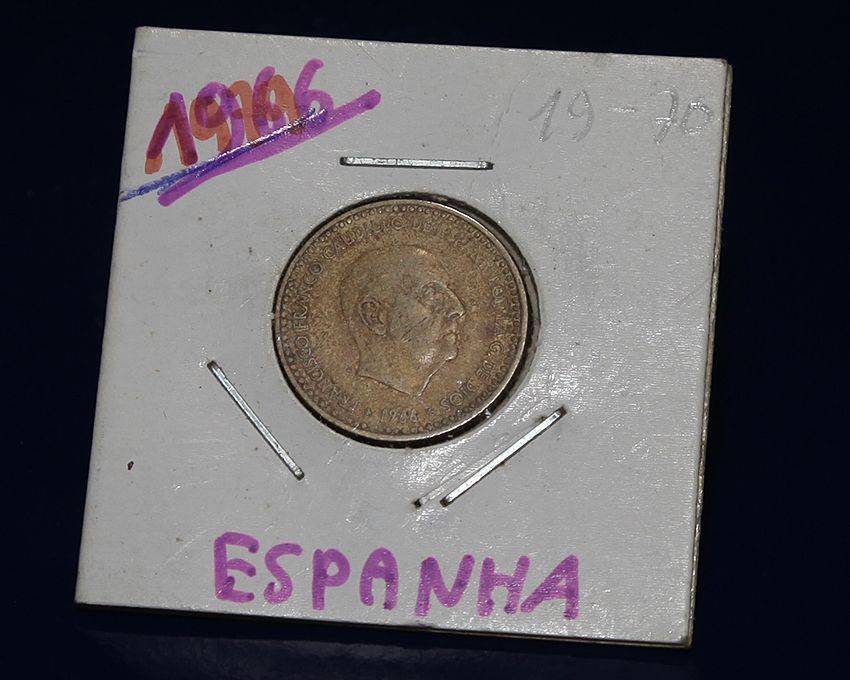 1966
19-70
FRANCISCO FRANCO CAUDILLO DE ESPAÑA POR LA G. DE DIOS
1966
ESPANHA